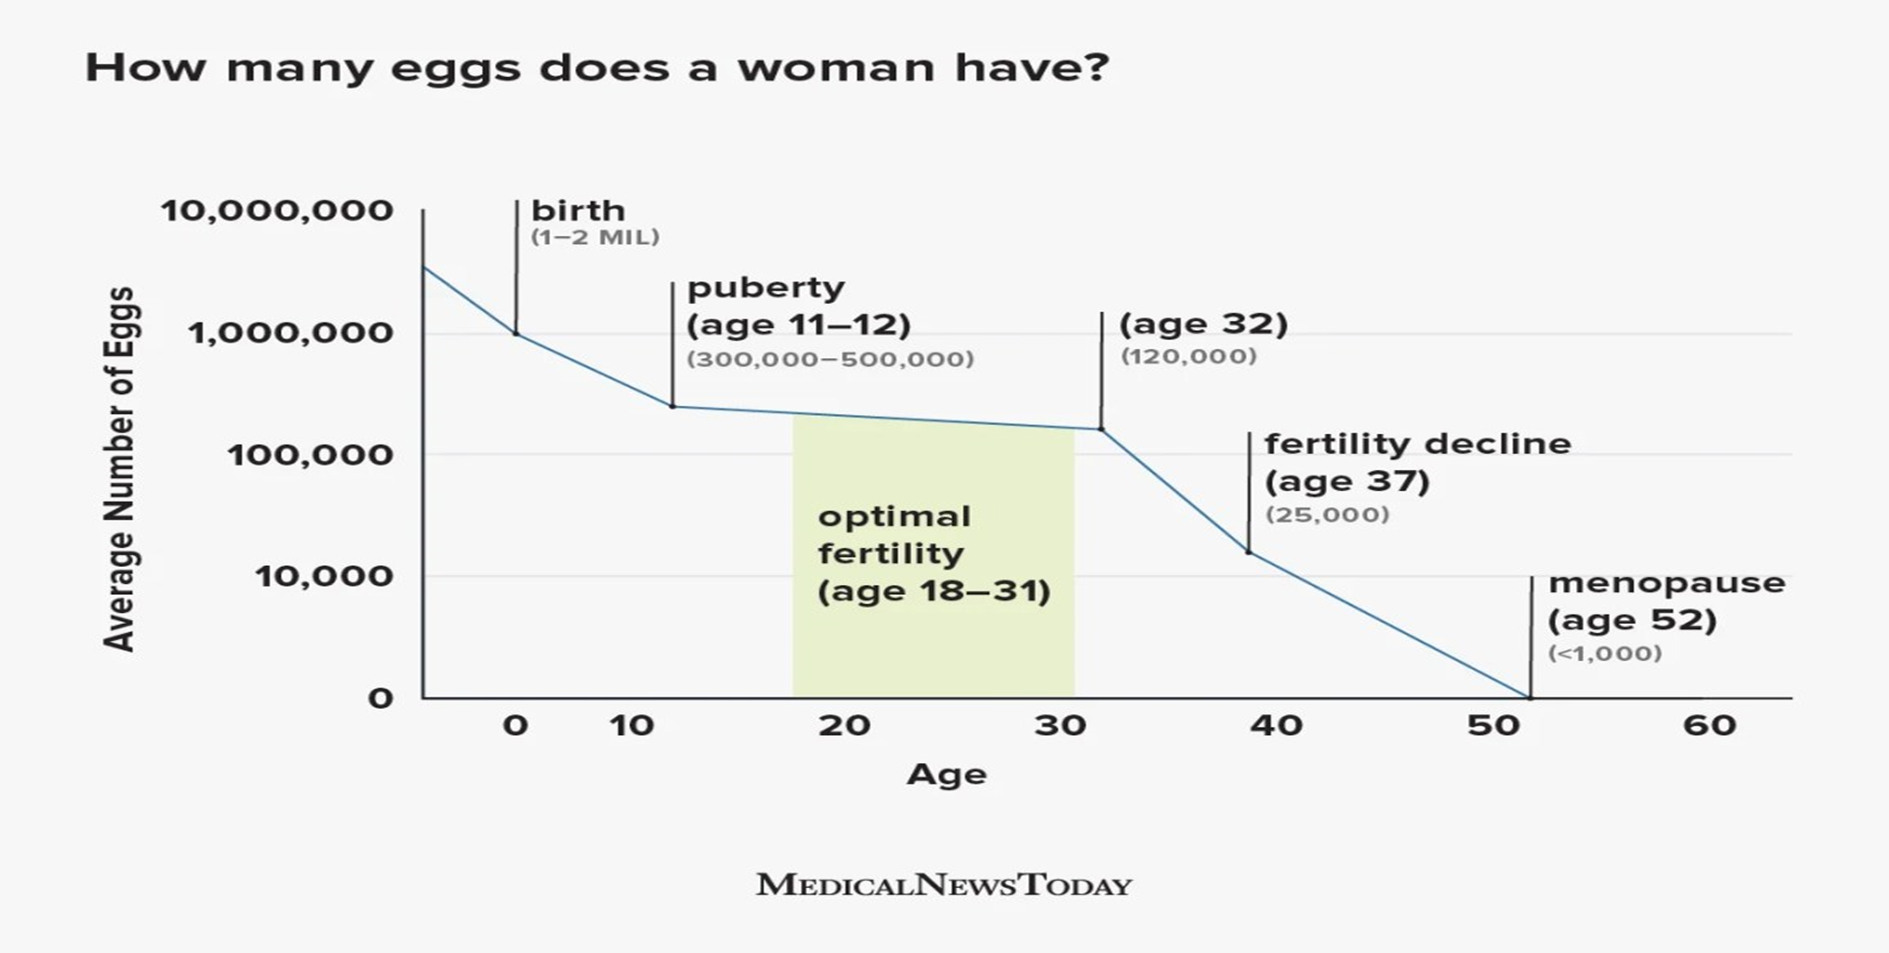 How many eggs does a woman have?
10,000,000
1,000,000
100,000
10,000
0
Average Number of Eggs
birth
(1–2 MIL)
puberty
(age 11–12)
(300,000–500,000)
(age 32)
(120,000)
fertility decline
(age 37)
(25,000)
optimal
fertility
(age 18–31)
menopause
(age 52)
(<1,000)
0 10 20 30 40 50 60
Age
MEDICALNEWSTODAY